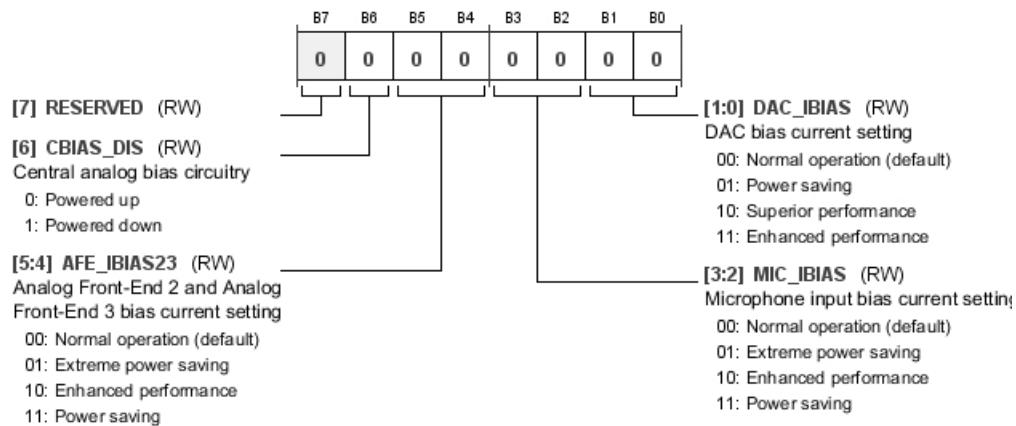 B7 B6 B5 B4 B3 B2 B1 B0
0 0 0 0 0 0 0 0
[7] RESERVED (RW)
[6] CBIAS_DIS (RW)
Central analog bias circuitry
0: Powered up
1: Powered down
[5:4] AFE_IBIAS23 (RW)
Analog Front-End 2 and Analog
Front-End 3 bias current setting
00: Normal operation (default)
01: Extreme power saving
10: Enhanced performance
11: Power saving
[1:0] DAC_IBIAS (RW)
DAC bias current setting
00: Normal operation (default)
01: Power saving
10: Superior performance
11: Enhanced performance
[3:2] MIC_IBIAS (RW)
Microphone input bias current setting
00: Normal operation (default)
01: Extreme power saving
10: Enhanced performance
11: Power saving